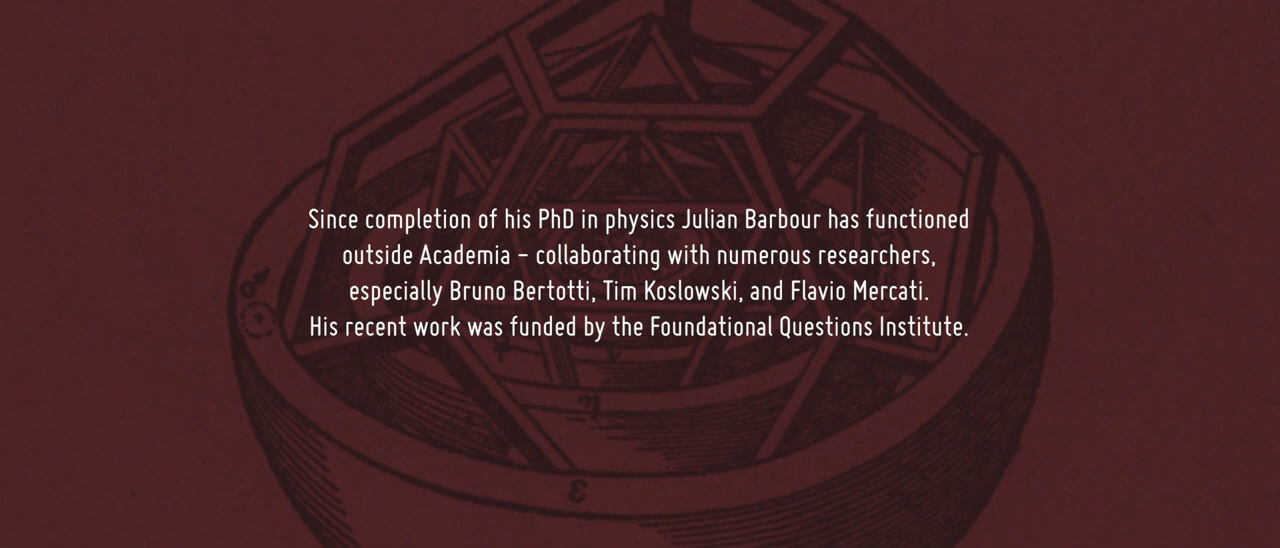 Since completion of his PhD in physics Julian Barbour has functioned
outside Academia – collaborating with numerous researchers,
especially Bruno Bertotti, Tim Koslowski, and Flavio Mercati.
His recent work was funded by the Foundational Questions Institute.